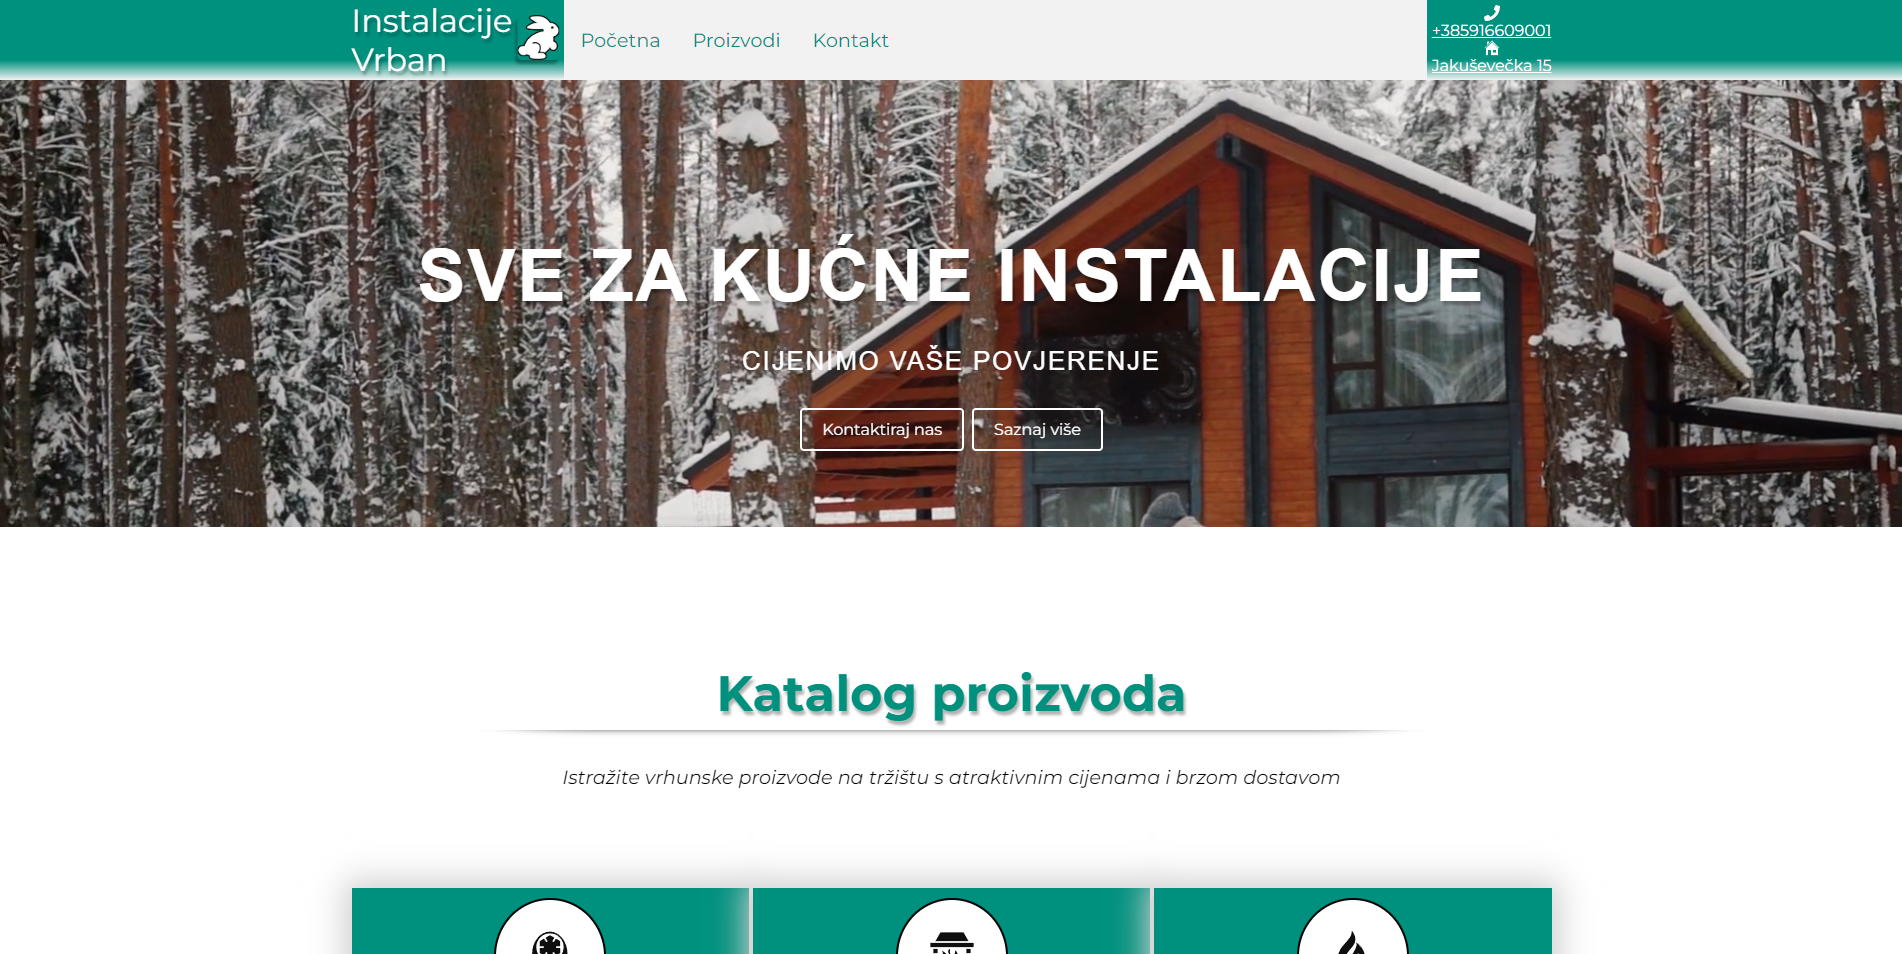 Instalacije
Vrban
Početna
Proizvodi
Kontakt
+385916609001
Jakuševečka 15
SVE ZA KUĆNE INSTALACIJE
CIJENIMO VAŠE POVJERENJE
Kontaktiraj nas
Saznaj više
Katalog proizvoda
Istražite vrhunske proizvode na tržištu s atraktivnim cijenama i brzom dostavom